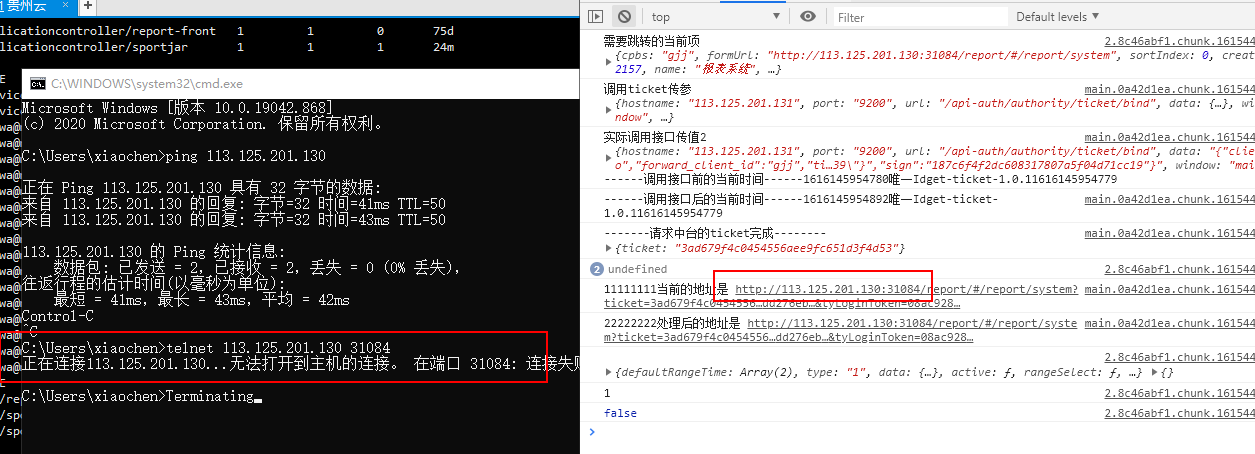 贵州云 × +
licationcontroller/report-front 1 1 0 75d
licationcontroller/sportjar 1 1 1 24m
C:\WINDOWS\system32\cmd.exe
Microsoft Windows [版本 10.0.19042.868]
(c) 2020 Microsoft Corporation. 保留所有权利。
C:\Users\xiaochen>ping 113.125.201.130
正在 Ping 113.125.201.130 具有 32 字节的数据:
来自 113.125.201.130 的回复: 字节=32 时间=41ms TTL=50
来自 113.125.201.130 的回复: 字节=32 时间=43ms TTL=50
113.125.201.130 的 Ping 统计信息:
数据包: 已发送 = 2，已接收 = 2，丢失 = 0 (0% 丢失)，
往返行程的估计时间(以毫秒为单位):
最短 = 41ms，最长 = 43ms，平均 = 42ms
Control-C
^C
C:\Users\xiaochen>telnet 113.125.201.130 31084
正在连接113.125.201.130...无法打开到主机的连接。 在端口 31084: 连接失败
C:\Users\xiaochen>Terminating
top Filter Default levels
需要跳转的当前项 2.8c46abf1.chunk.161544
{cpbs: "gjj", formUrl: "http://113.125.201.130:31084/report/#/report/system", sortIndex: 0, creat
2157, name: "报表系统", …}
调用ticket传参 main.0a42d1ea.chunk.161544
{hostname: "113.125.201.131", port: "9200", url: "/api-auth/authority/ticket/bind", data: {…}, wi
ndow", …}
实际调用接口传值2 main.0a42d1ea.chunk.161544
{hostname: "113.125.201.131", port: "9200", url: "/api-auth/authority/ticket/bind", data: "{"clie
o","forward_client_id":"gjj","ti…39\"}","sign":"187c6f4f2dc608317807a5f04d71cc19"}", window: "mai
------调用接口前的当前时间------1616145954780唯一Idget-ticket-1.0.11616145954779
------调用接口后的当前时间------1616145954892唯一Idget-ticket- main.0a42d1ea.chunk.161544
1.0.11616145954779
-------请求中台的ticket完成-------- main.0a42d1ea.chunk.161544
{ticket: "3ad679f4c0454556aee9fc651d3f4d53"}
2 undefined 2.8c46abf1.chunk.161544
11111111当前的地址是 http://113.125.201.130:31084/report/#/report/system? main.0a42d1ea.chunk.161544
ticket=3ad679f4c0454556…dd276eb…&tyLoginToken=08ac928…
22222222处理后的地址是 http://113.125.201.130:31084/report/#/report/syste main.0a42d1ea.chunk.161544
m?ticket=3ad679f4c0454556…dd276eb…&tyLoginToken=08ac928…
2.8c46abf1.chunk.161544
{defaultRangeTime: Array(2), type: "1", data: {…}, active: ƒ, rangeSelect: ƒ, …} {}
1 2.8c46abf1.chunk.161544
false 2.8c46abf1.chunk.161544